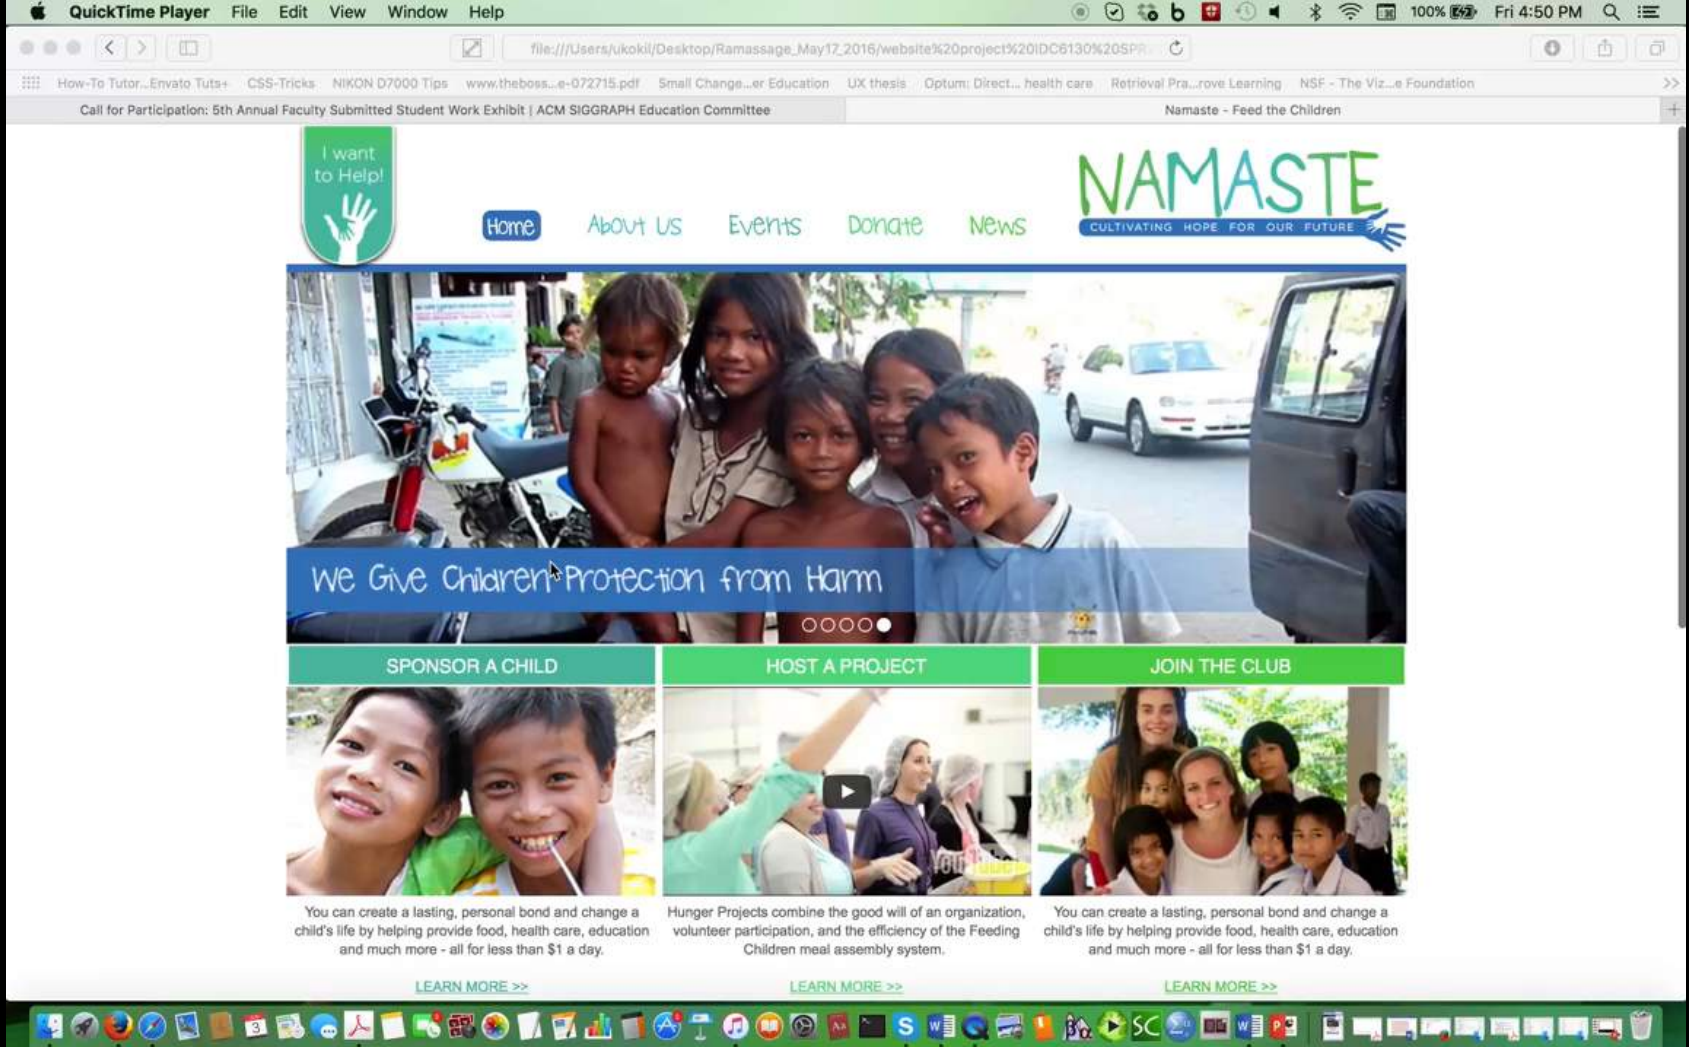 QuickTime Player File Edit View Window Help 100% Fri 4:50 PM
file:///Users/ukokil/Desktop/Ramassage_May17_2016/website%20project%20IDC6130%20SPR
How-To Tutor...Envato Tuts+ CSS-Tricks NIKON D7000 Tips www.theboss...e-072715.pdf Small Change...er Education UX thesis Optum: Direct... health care Retrieval Pra...rove Learning NSF - The Viz...e Foundation >>
Call for Participation: 5th Annual Faculty Submitted Student Work Exhibit | ACM SIGGRAPH Education Committee Namaste - Feed the Children +
I want
to Help!
Home About Us Events Donate News
NAMASTE
CULTIVATING HOPE FOR OUR FUTURE
We Give Children Protection from Harm
SPONSOR A CHILD HOST A PROJECT JOIN THE CLUB
YouTube
You can create a lasting, personal bond and change a
child's life by helping provide food, health care, education
and much more - all for less than $1 a day.
LEARN MORE >>
Hunger Projects combine the good will of an organization,
volunteer participation, and the efficiency of the Feeding
Children meal assembly system.
LEARN MORE >>
You can create a lasting, personal bond and change a
child's life by helping provide food, health care, education
and much more - all for less than $1 a day.
LEARN MORE >>